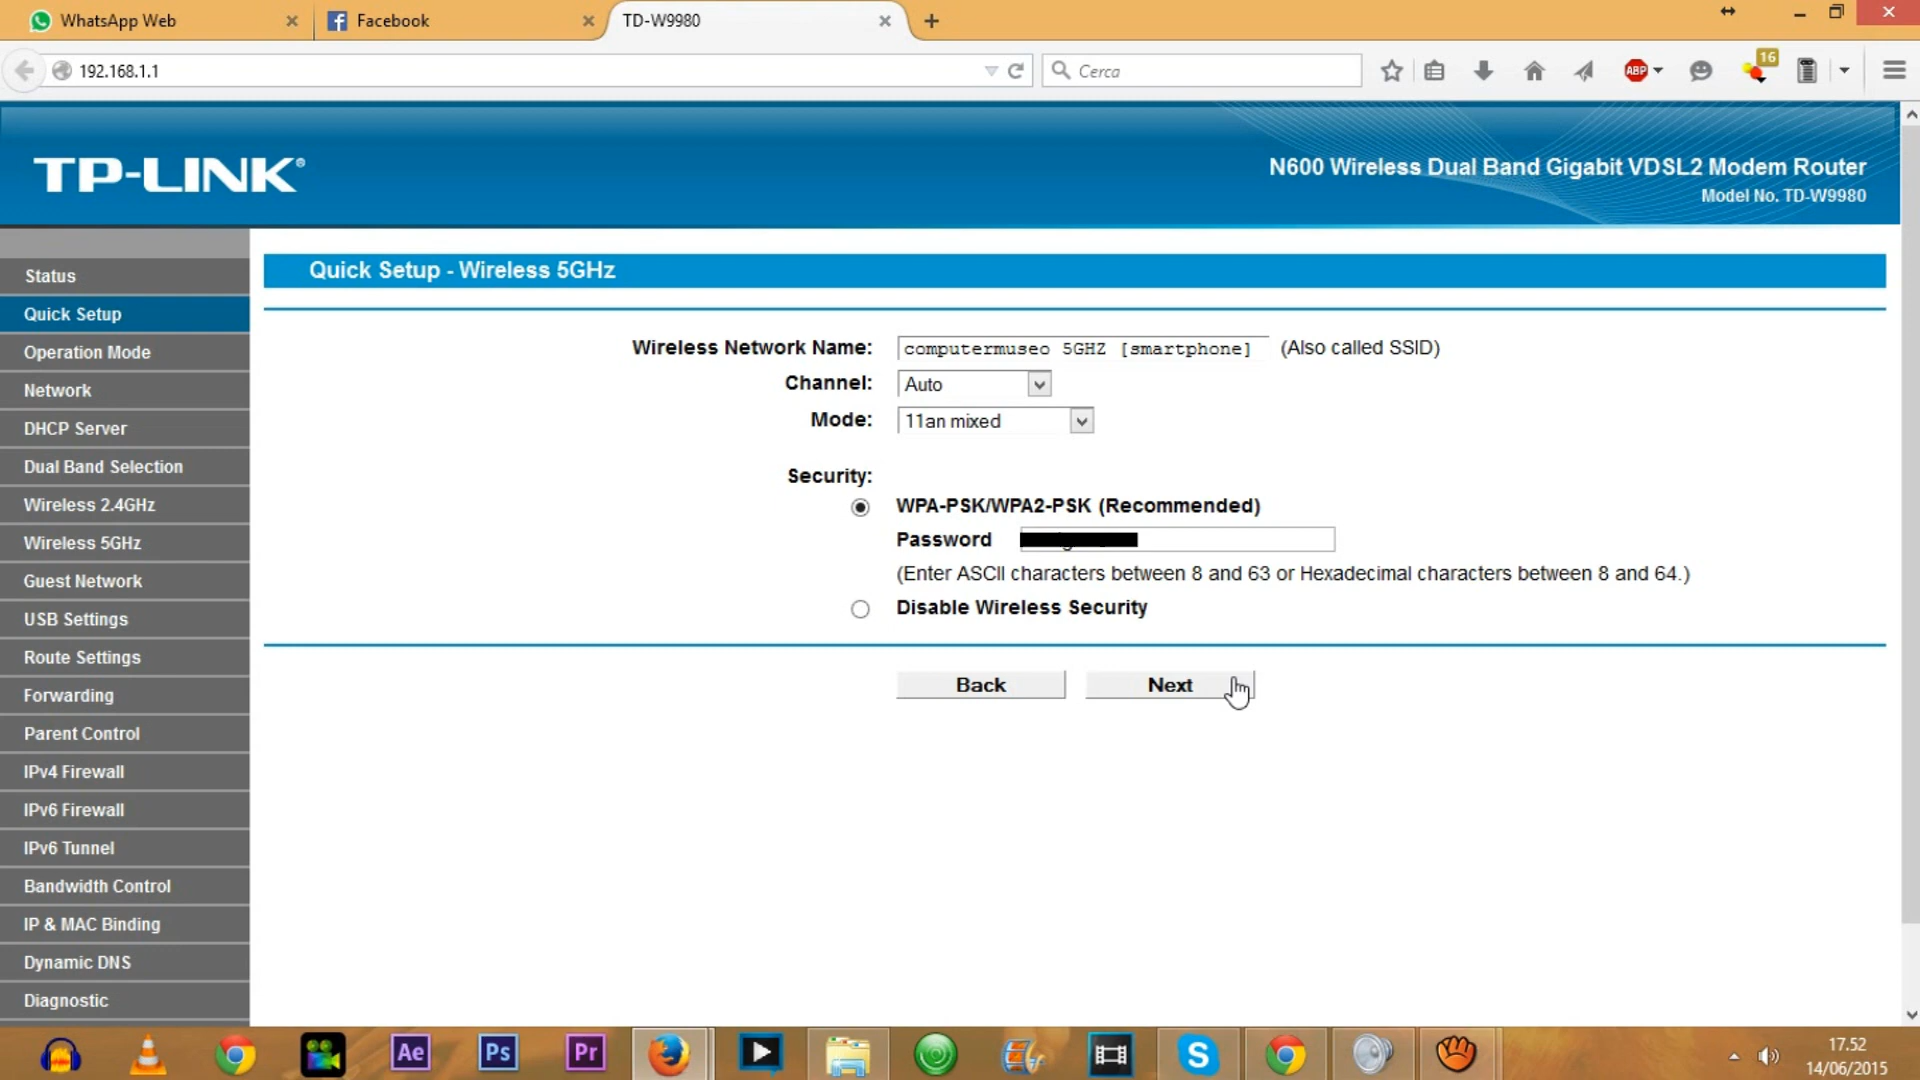 WhatsApp Web
Facebook
TD-W9980
192.168.1.1
Cerca
ABP
16
TP-LINK®
N600 Wireless Dual Band Gigabit VDSL2 Modem Router
Model No. TD-W9980
Status
Quick Setup
Operation Mode
Network
DHCP Server
Dual Band Selection
Wireless 2.4GHz
Wireless 5GHz
Guest Network
USB Settings
Route Settings
Forwarding
Parent Control
IPv4 Firewall
IPv6 Firewall
IPv6 Tunnel
Bandwidth Control
IP & MAC Binding
Dynamic DNS
Diagnostic
Quick Setup - Wireless 5GHz
Wireless Network Name: computermuseo 5GHZ [smartphone] (Also called SSID)
Channel: Auto
Mode: 11an mixed
Security:
WPA-PSK/WPA2-PSK (Recommended)
Password
(Enter ASCII characters between 8 and 63 or Hexadecimal characters between 8 and 64.)
Disable Wireless Security
Back Next
Ae Ps Pr S
17.52
14/06/2015